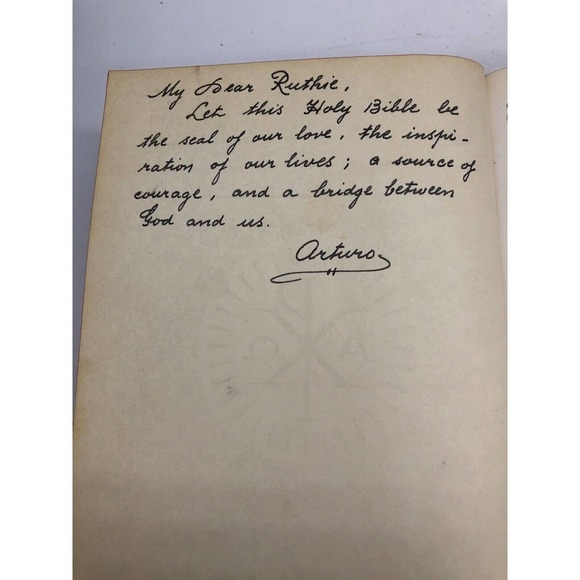 My Dear Ruthie,
Let this Holy Bible be
the seal of our love, the inspi-
ration of our lives; a source of
courage, and a bridge between
God and us.
Arturo